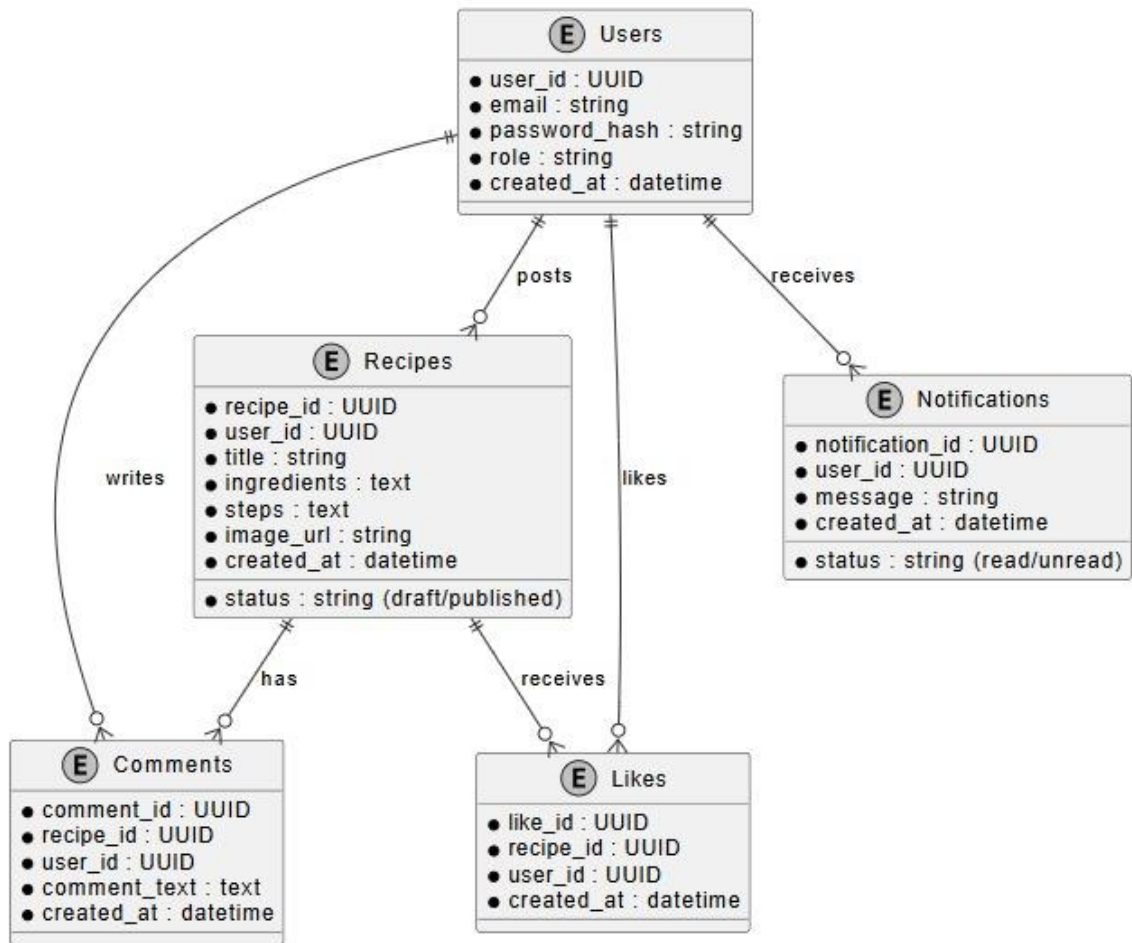 E Users
user_id : UUID
email : string
password_hash : string
role : string
created_at : datetime
posts
receives
E Recipes
recipe_id : UUID
user_id : UUID
title : string
ingredients : text
steps : text
image_url : string
created_at : datetime
status : string (draft/published)
writes
likes
E Notifications
notification_id : UUID
user_id : UUID
message : string
created_at : datetime
status : string (read/unread)
has
receives
E Comments
comment_id : UUID
recipe_id : UUID
user_id : UUID
comment_text : text
created_at : datetime
E Likes
like_id : UUID
recipe_id : UUID
user_id : UUID
created_at : datetime